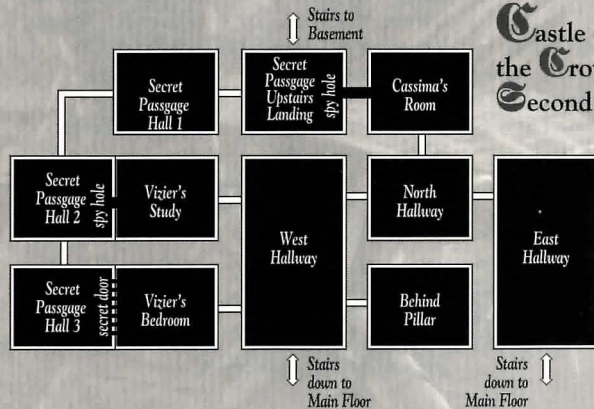 Stairs to
Basement
Castle
the Crow
Second
Secret
Passgage
Hall 1
Secret
Passgage
Upstairs
Landing
spy hole
Cassima's
Room
Secret
Passgage
Hall 2
spy hole
Vizier's
Study
West
Hallway
North
Hallway
East
Hallway
Secret
Passgage
Hall 3
secret door
Vizier's
Bedroom
Behind
Pillar
Stairs
down to
Main Floor
Stairs
down to
Main Floor